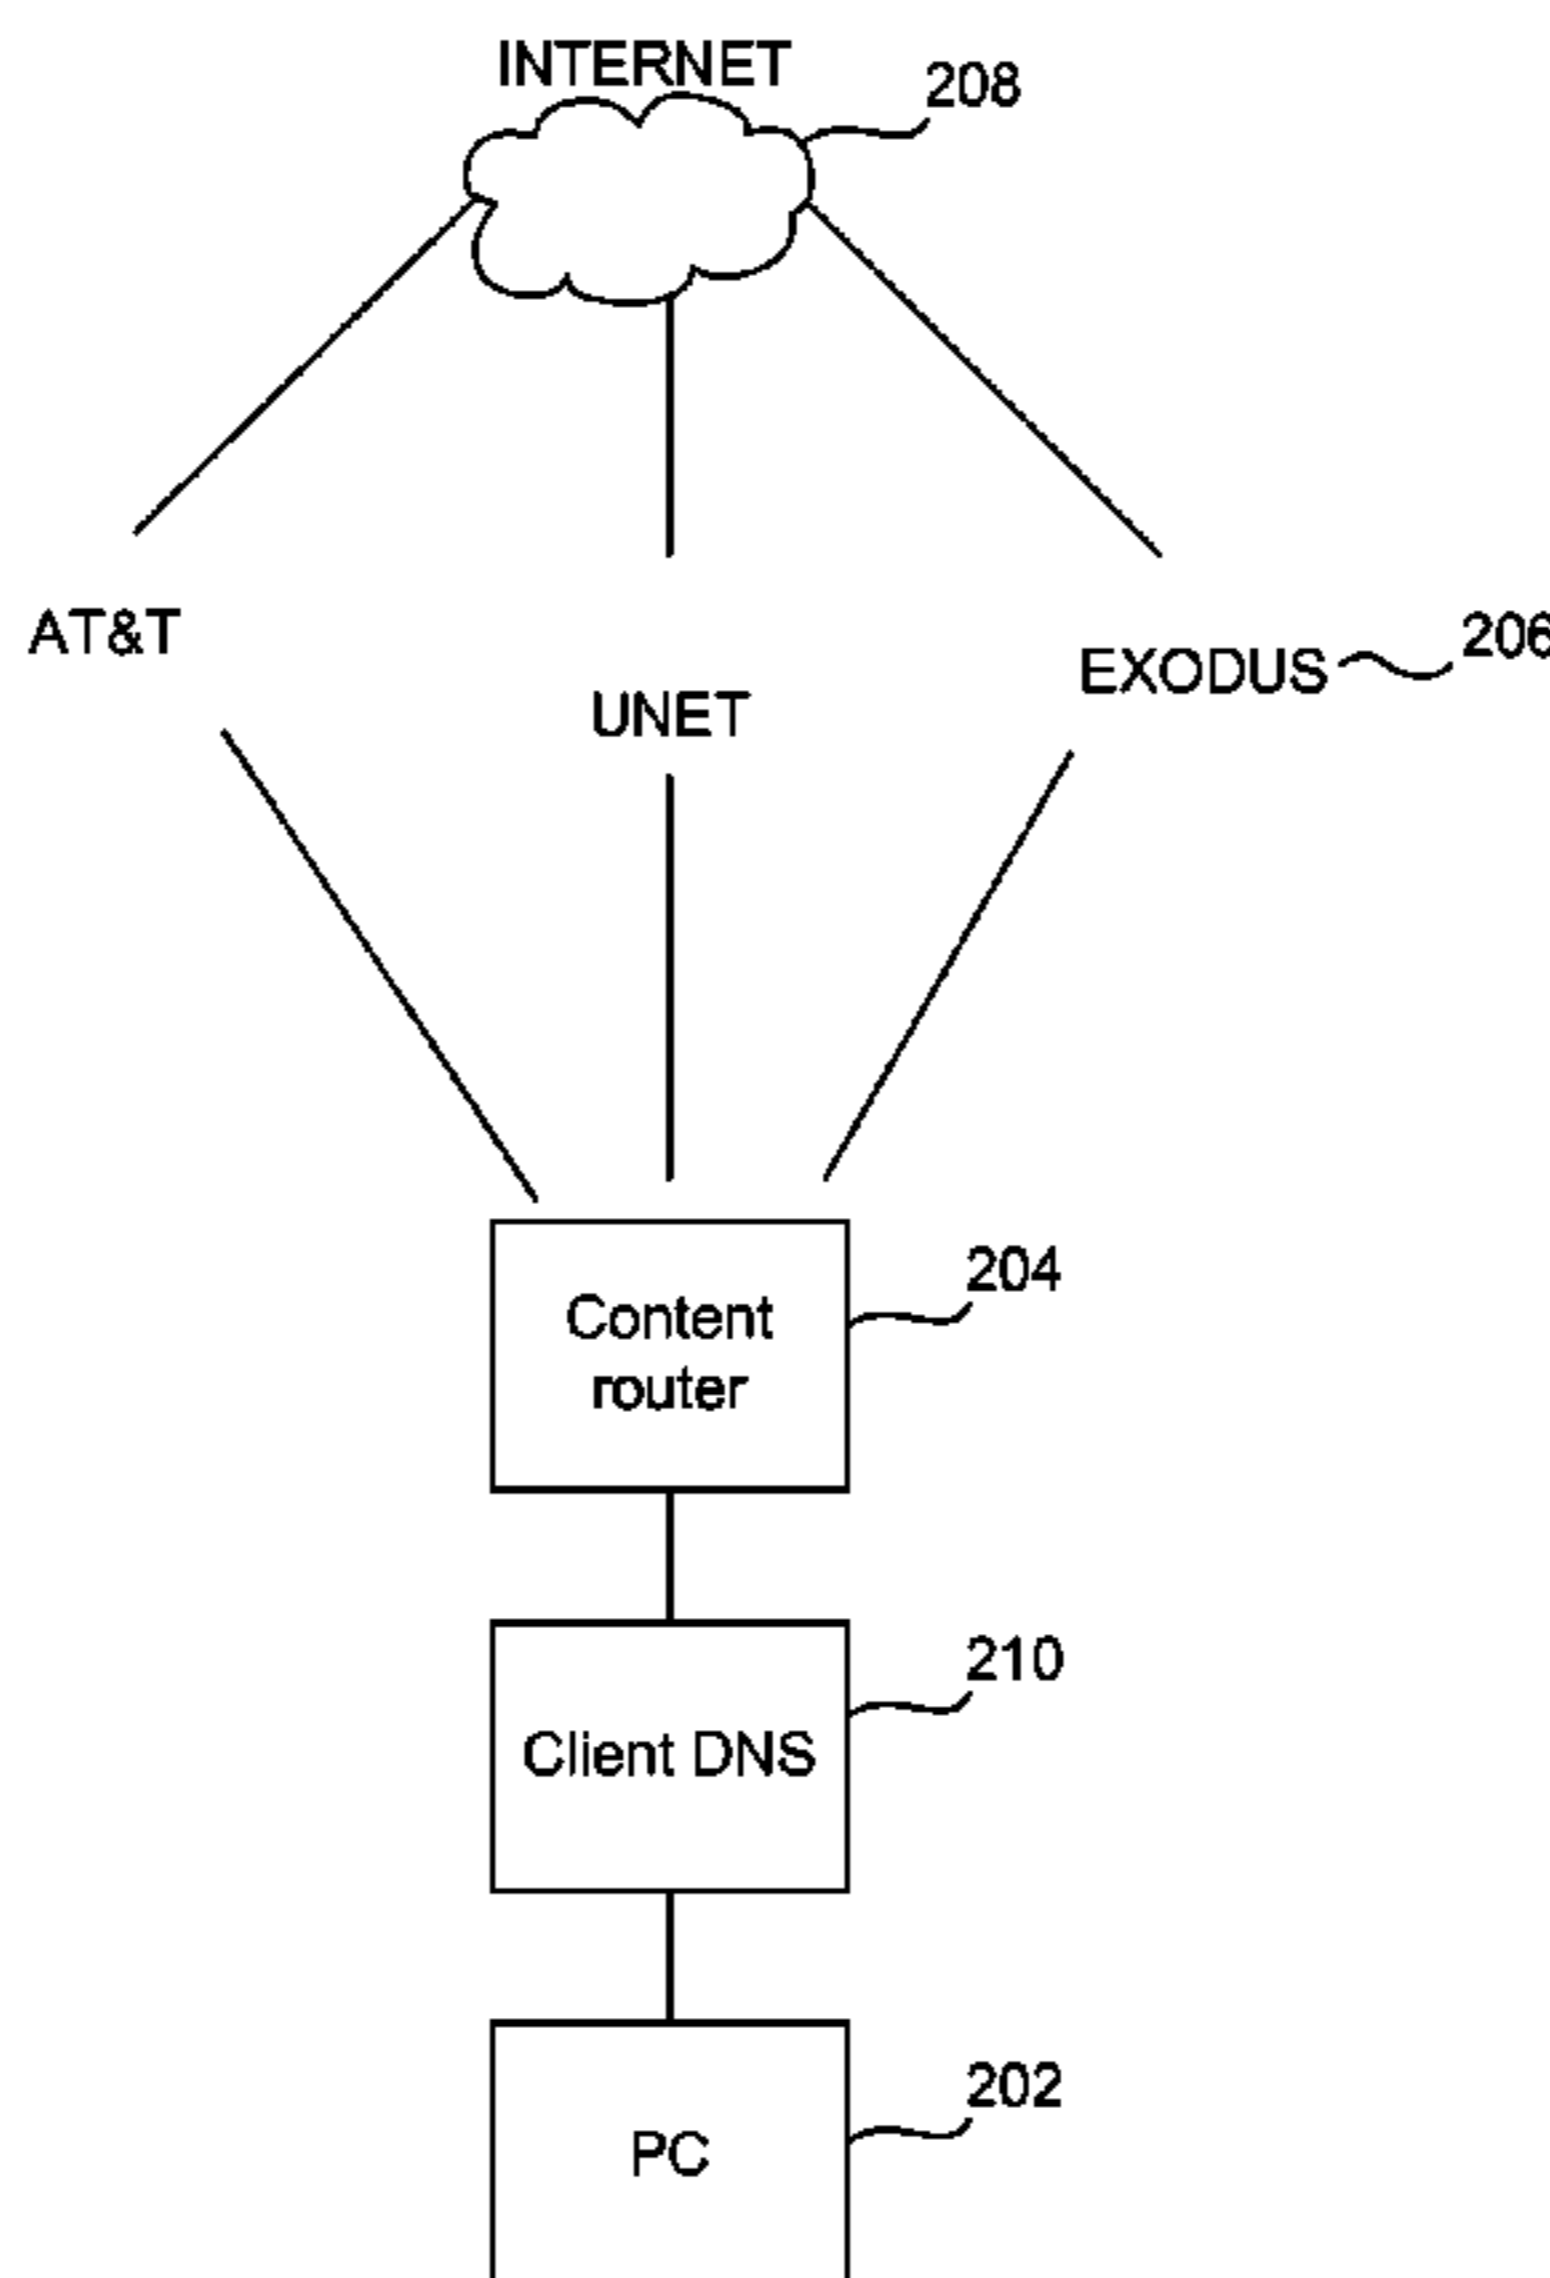 INTERNET
208
AT&T
UNET
EXODUS
206
Content
router
204
Client DNS
210
PC
202